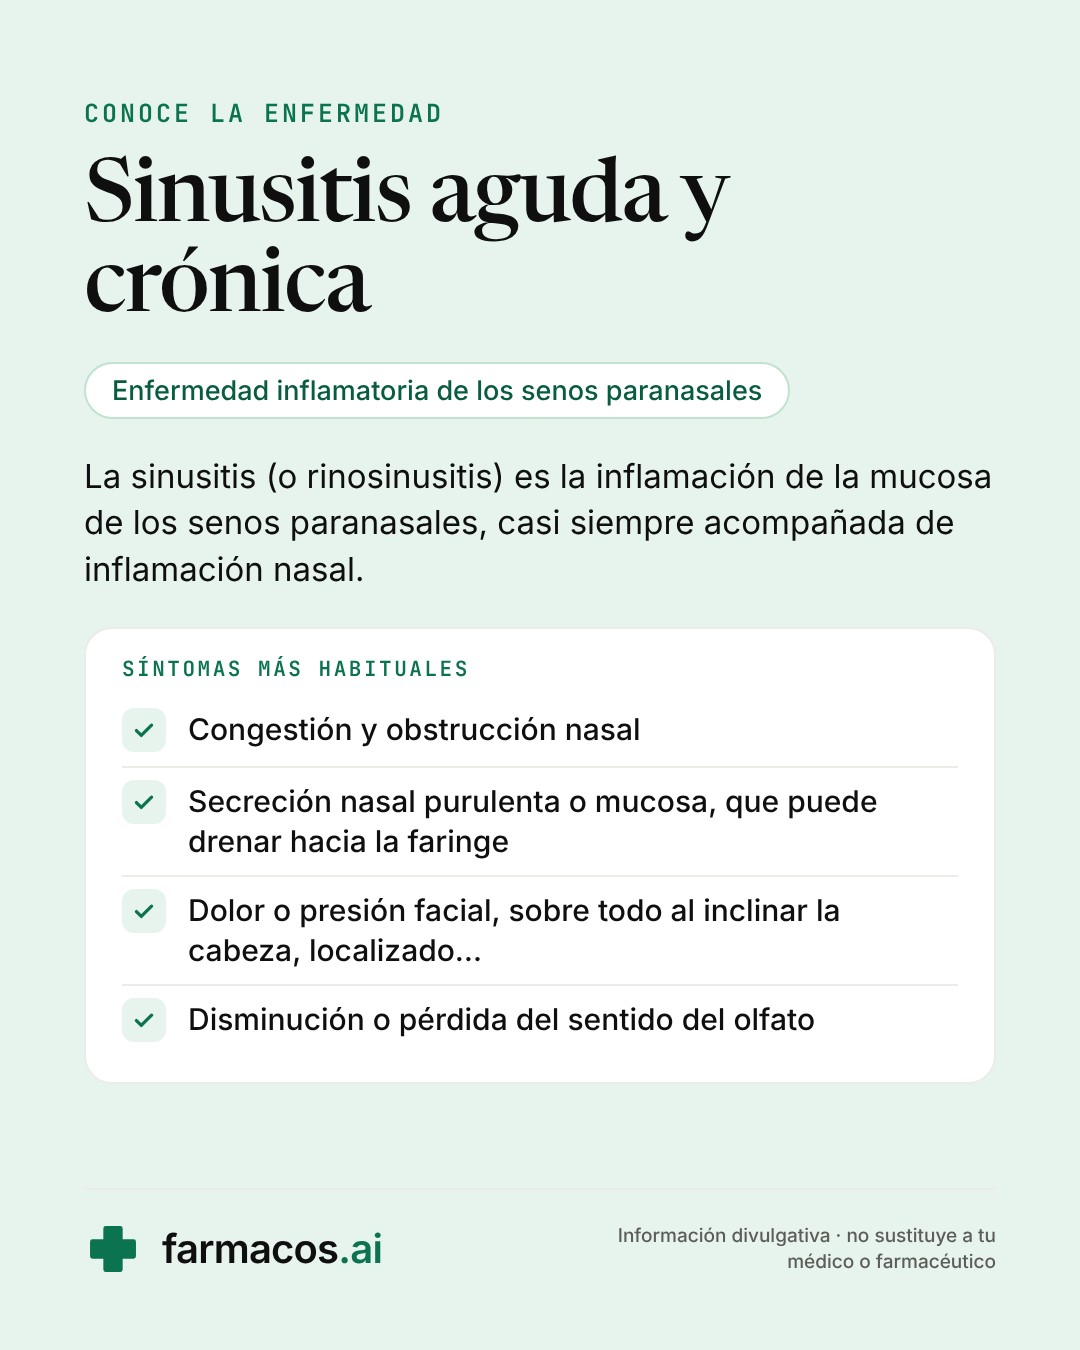 CONOCE LA ENFERMEDAD
Sinusitis aguda y
crónica
Enfermedad inflamatoria de los senos paranasales
La sinusitis (o rinosinusitis) es la inflamación de la mucosa
de los senos paranasales, casi siempre acompañada de
inflamación nasal.
SÍNTOMAS MÁS HABITUALES
Congestión y obstrucción nasal
Secreción nasal purulenta o mucosa, que puede
drenar hacia la faringe
Dolor o presión facial, sobre todo al inclinar la
cabeza, localizado...
Disminución o pérdida del sentido del olfato
farmacos.ai
Información divulgativa · no sustituye a tu
médico o farmacéutico